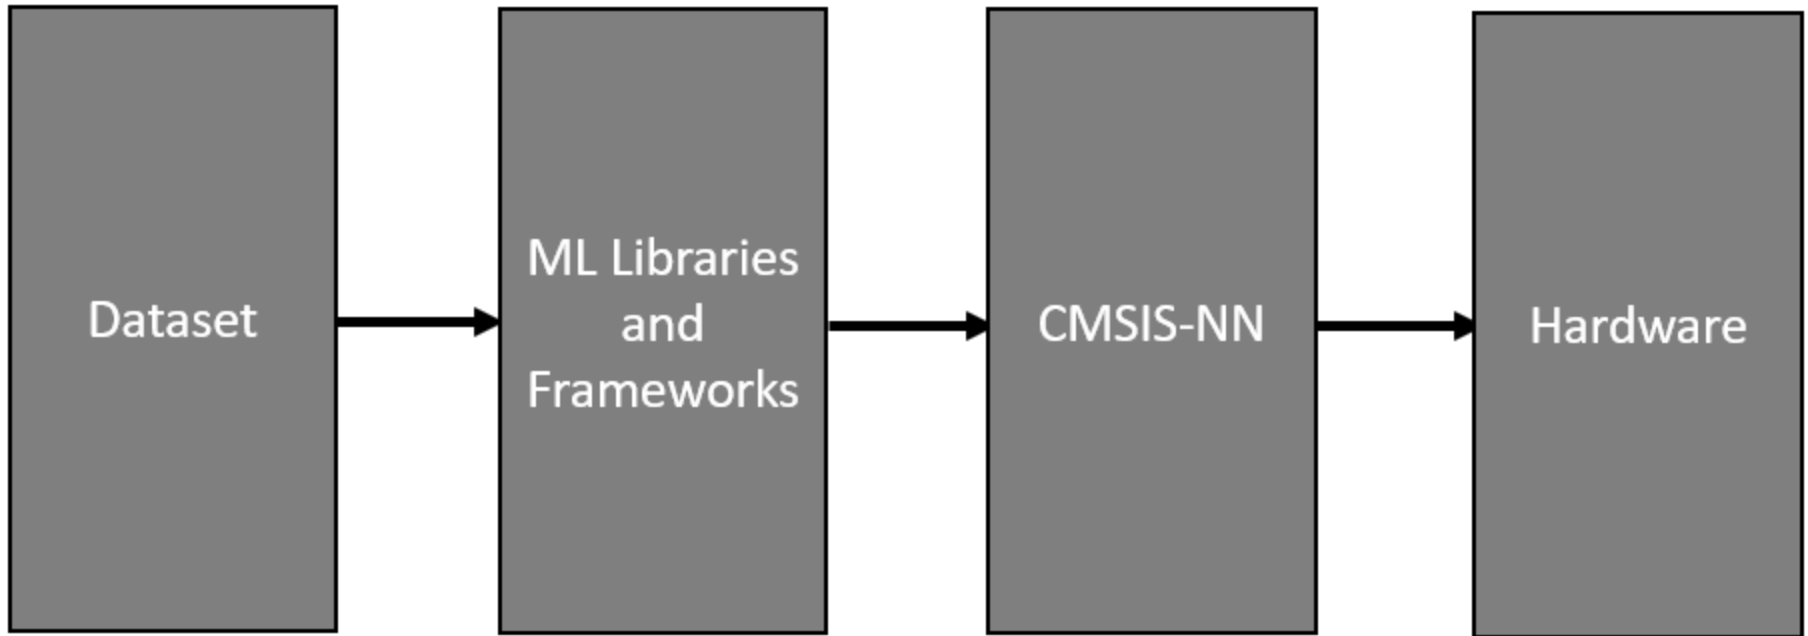 Dataset
ML Libraries
and
Frameworks
CMSIS-NN
Hardware